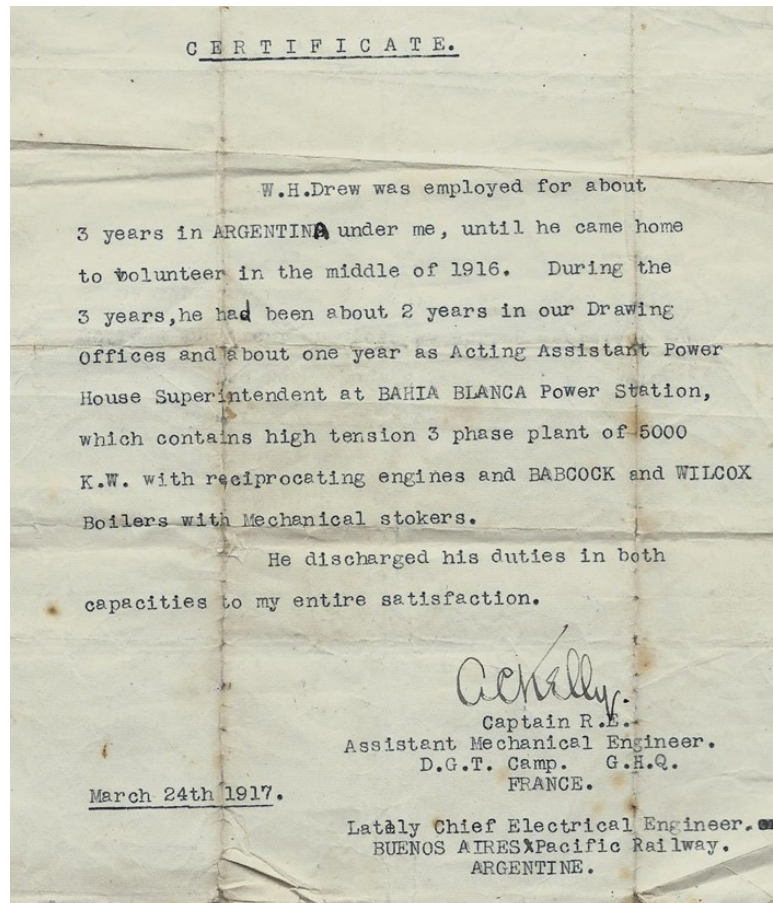 C E R T I F I C A T E.
W.H.Drew was employed for about
3 years in ARGENTINA under me, until he came home
to volunteer in the middle of 1916. During the
3 years,he had been about 2 years in our Drawing
Offices and about one year as Acting Assistant Power
House Superintendent at BAHIA BLANCA Power Station,
which contains high tension 3 phase plant of 5000
K.W. with reciprocating engines and BABCOCK and WILCOX
Boilers with Mechanical stokers.
He discharged his duties in both
capacities to my entire satisfaction.
ACKelly.
Captain R.E.
Assistant Mechanical Engineer.
D.G.T. Camp. G.H.Q.
FRANCE.
March 24th 1917.
Lately Chief Electrical Engineer.
BUENOS AIRES & Pacific Railway.
ARGENTINE.